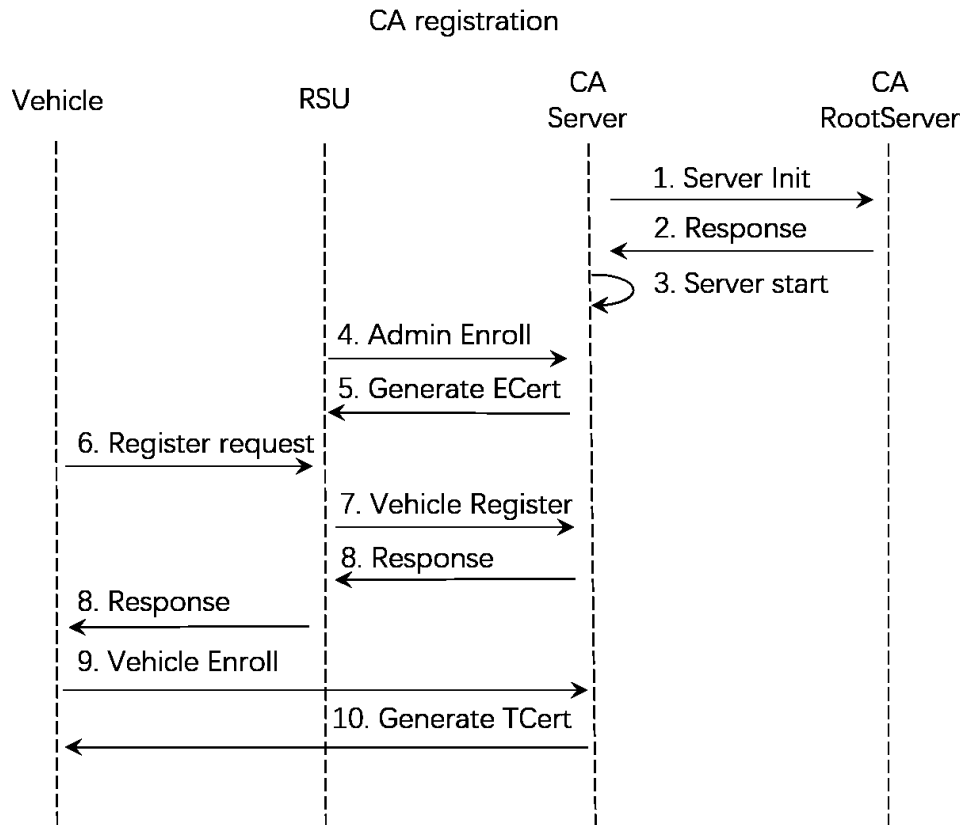 CA registration
Vehicle
RSU
CA
Server
CA
RootServer
1. Server Init
2. Response
3. Server start
4. Admin Enroll
5. Generate ECert
6. Register request
7. Vehicle Register
8. Response
8. Response
9. Vehicle Enroll
10. Generate TCert